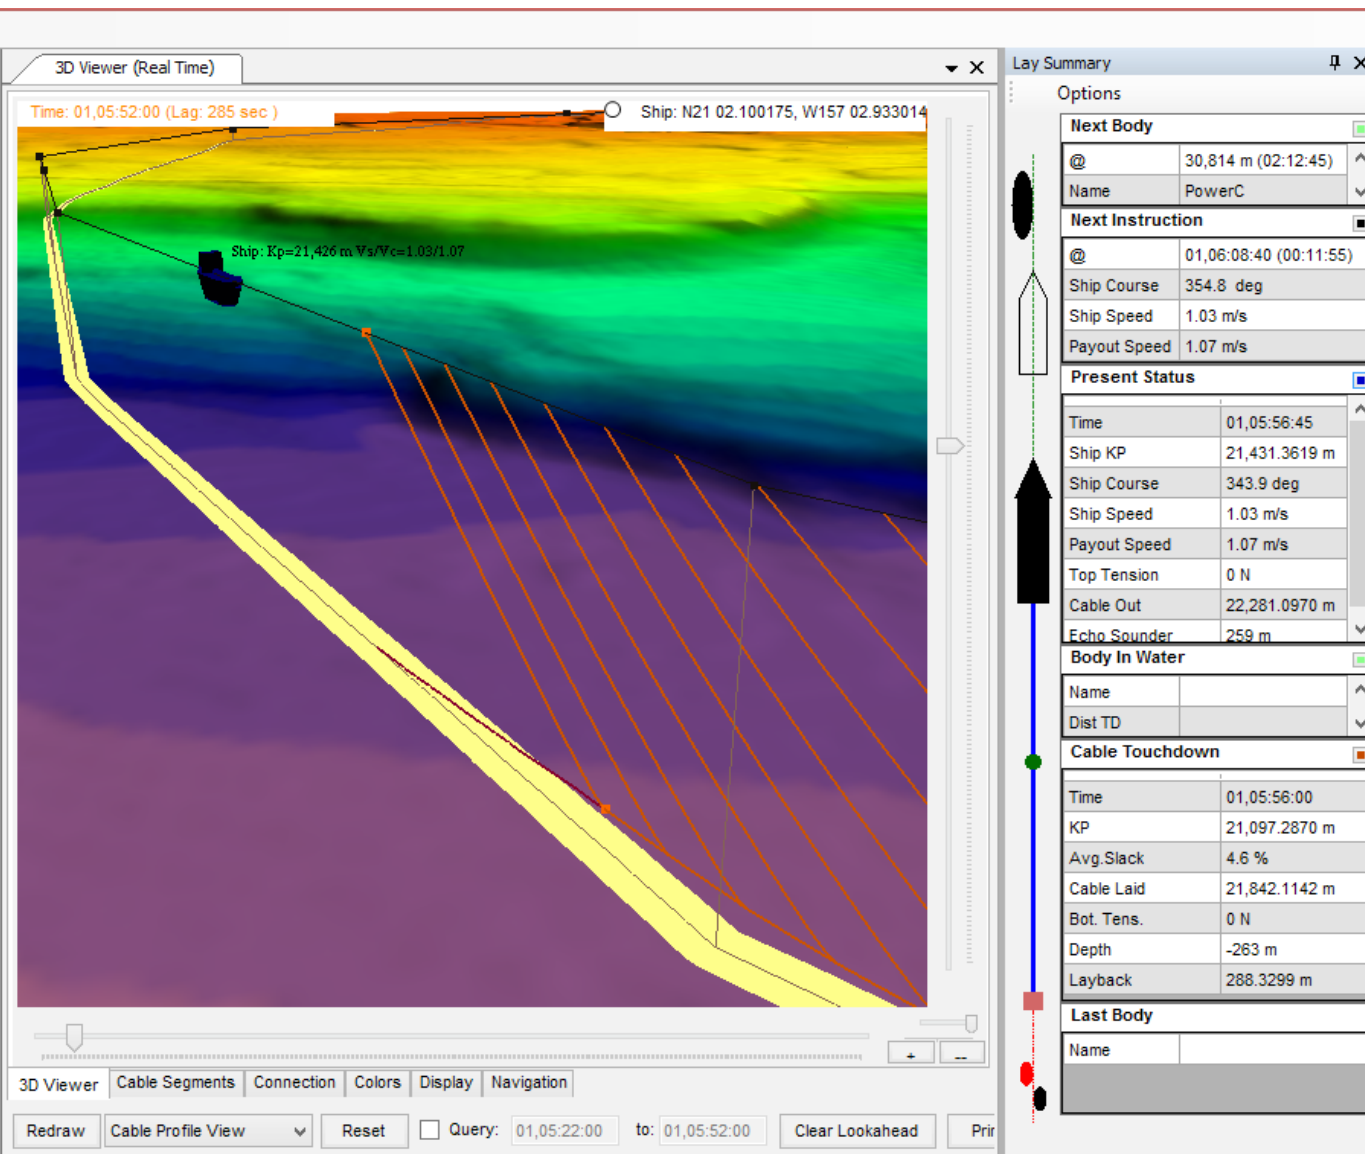 3D Viewer (Real Time)
Time: 01,05:52:00 (Lag: 285 sec )
Ship: N21 02.100175, W157 02.933014
Ship: Kp=21,426 m Vs/Vc=1.03/1.07
+
--
3D Viewer
Cable Segments
Connection
Colors
Display
Navigation
Redraw
Cable Profile View
Reset
Query:
01,05:22:00
to:
01,05:52:00
Clear Lookahead
Lay Summary
Options
Next Body
@ 30,814 m (02:12:45)
Name PowerC
Next Instruction
@ 01,06:08:40 (00:11:55)
Ship Course 354.8 deg
Ship Speed 1.03 m/s
Payout Speed 1.07 m/s
Present Status
Time 01,05:56:45
Ship KP 21,431.3619 m
Ship Course 343.9 deg
Ship Speed 1.03 m/s
Payout Speed 1.07 m/s
Top Tension 0 N
Cable Out 22,281.0970 m
Echo Sounder 259 m
Body In Water
Name
Dist TD
Cable Touchdown
Time 01,05:56:00
KP 21,097.2870 m
Avg.Slack 4.6 %
Cable Laid 21,842.1142 m
Bot. Tens. 0 N
Depth -263 m
Layback 288.3299 m
Last Body
Name